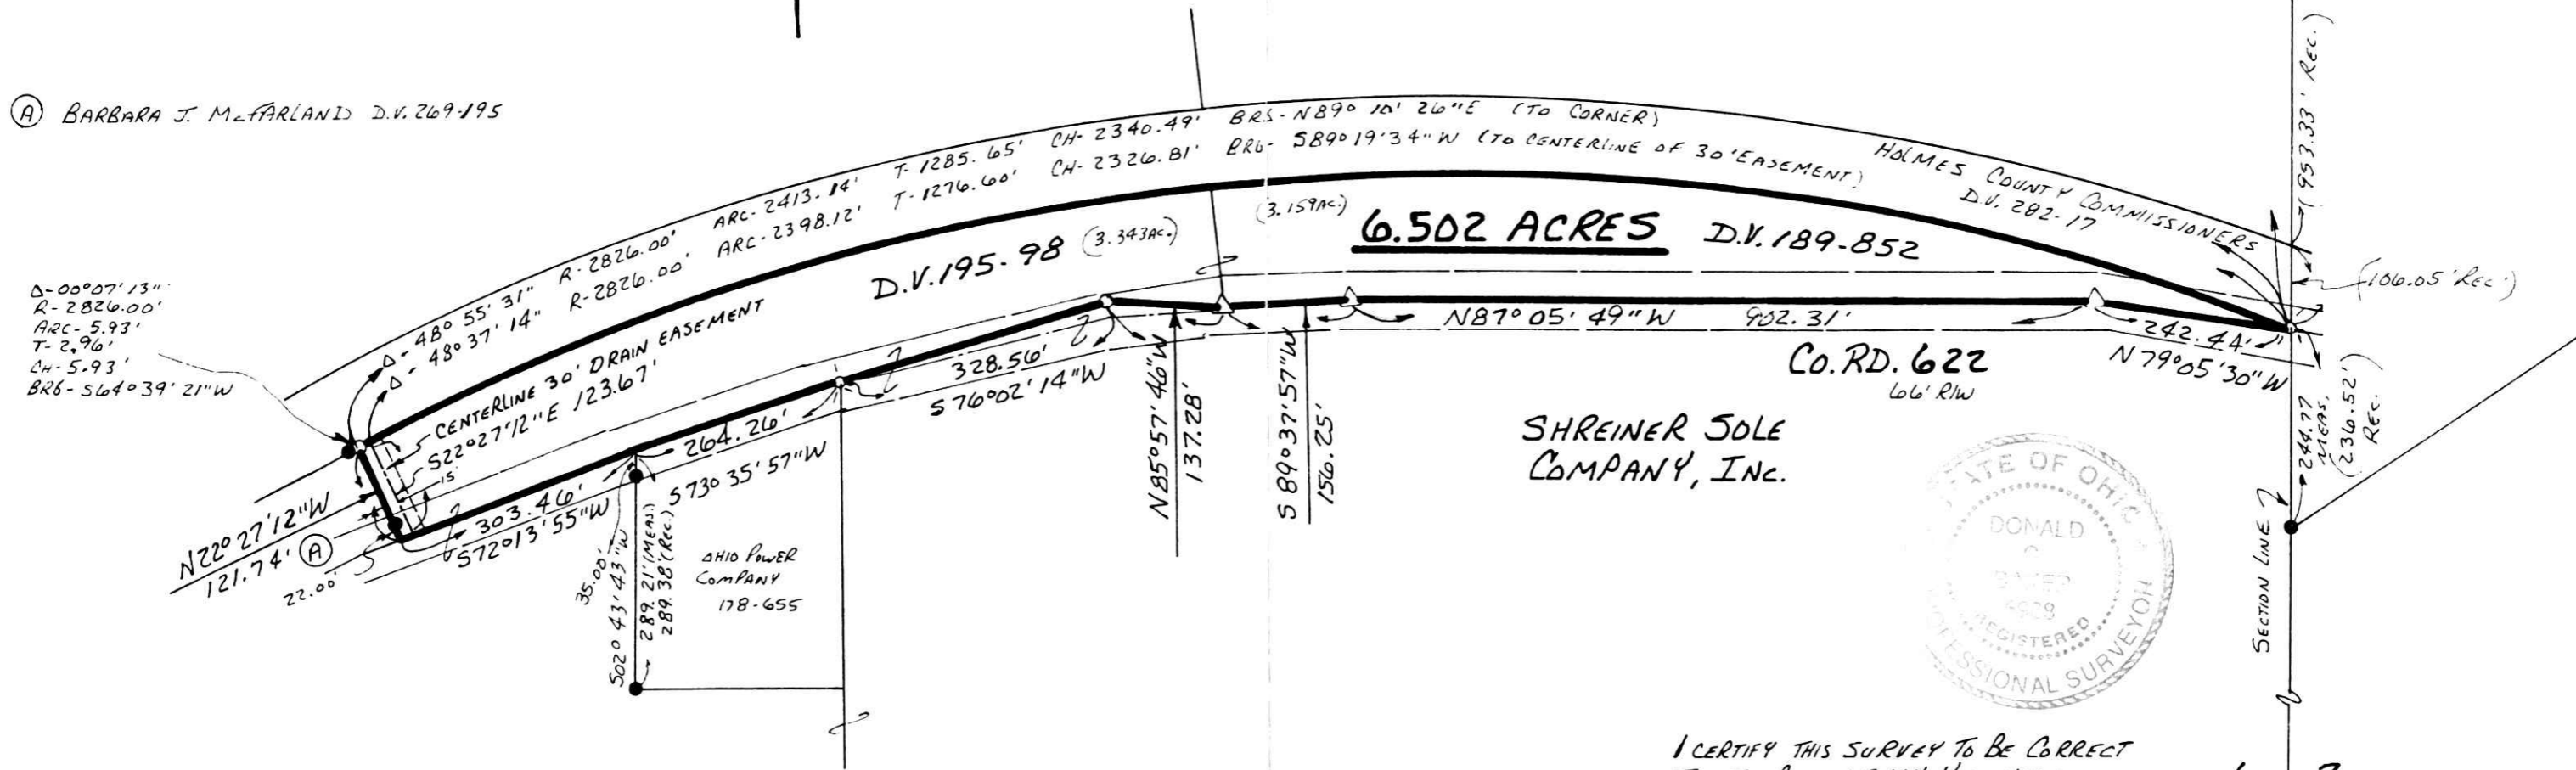 (A) BARBARA J. McFARLAND D.V. 269-195
Δ-00°07'13"
R-2826.00'
ARC-5.93'
T-2.96'
CH-5.93'
BRG-S64°39'21"W
Δ-48°55'31" R-2826.00' ARC-2413.14' T-1285.65' CH-2340.49' BRG-N89°10'26"E (TO CORNER)
Δ-48°37'14" R-2826.00' ARC-2398.12' T-1276.60' CH-2326.81' BRG-S89°19'34"W (TO CENTERLINE OF 30' EASEMENT)
HOLMES COUNTY COMMISSIONERS
D.V. 282-17
(1953.33' REC.)
(106.05' REC.)
D.V. 195-98 (3.343AC.)
(3.159AC.)
6.502 ACRES D.V. 189-852
CENTERLINE 30' DRAIN EASEMENT
S22°27'12"E 123.67'
15'
N22°27'12"W
121.74' (A)
22.00'
303.46'
S72°13'55"W
264.26'
S73°35'57"W
328.56'
S76°02'14"W
N85°57'46"W
137.28'
S89°37'57"W
156.25'
N87°05'49"W 902.31'
242.44'
N79°05'30"W
CO.RD. 622
66' R/W
SHREINER SOLE
COMPANY, INC.
35.00'
S02°43'43"W
289.21'(MEAS.)
289.38'(REC.)
OHIO POWER
COMPANY
178-655
244.77
MEAS.
(236.52')
REC.
SECTION LINE
STATE OF OHIO
DONALD
C
BAKER
4928
REGISTERED
PROFESSIONAL SURVEYOR
I CERTIFY THIS SURVEY TO BE CORRECT